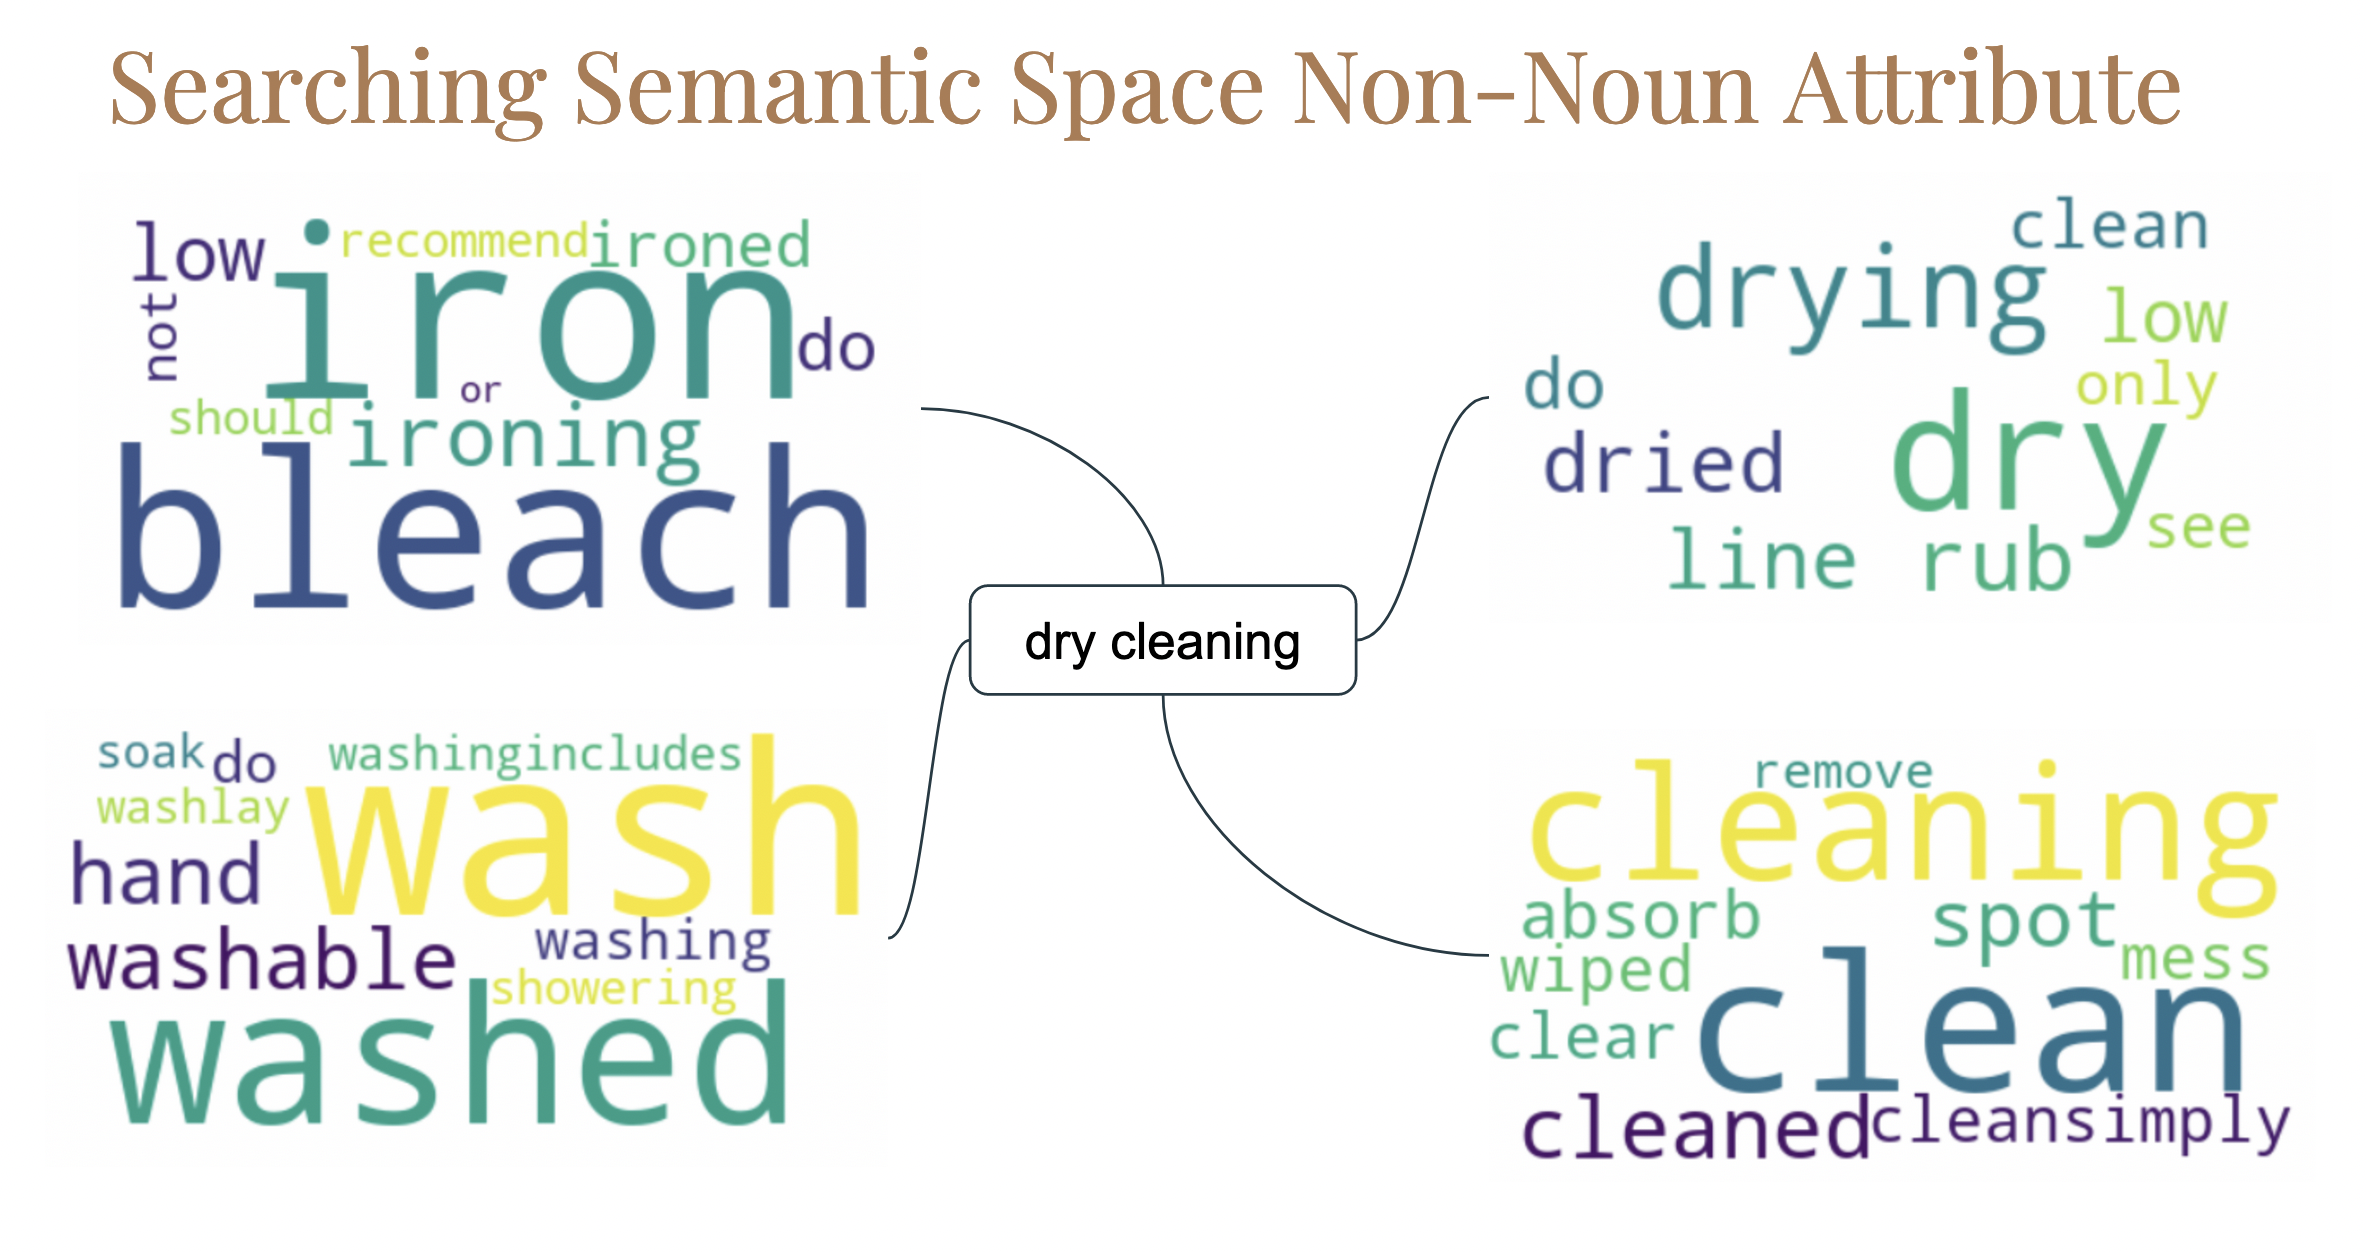 Searching Semantic Space Non-Noun Attribute
low
recommend
ironed
iron
not
do
or
should
ironing
bleach
clean
drying
low
do
only
dried
dry
line
rub
see
dry cleaning
soak
do
washingincludes
washlay
wash
hand
washable
washing
showering
washed
remove
cleaning
absorb
spot
wiped
mess
clear
clean
cleaned
cleansimply